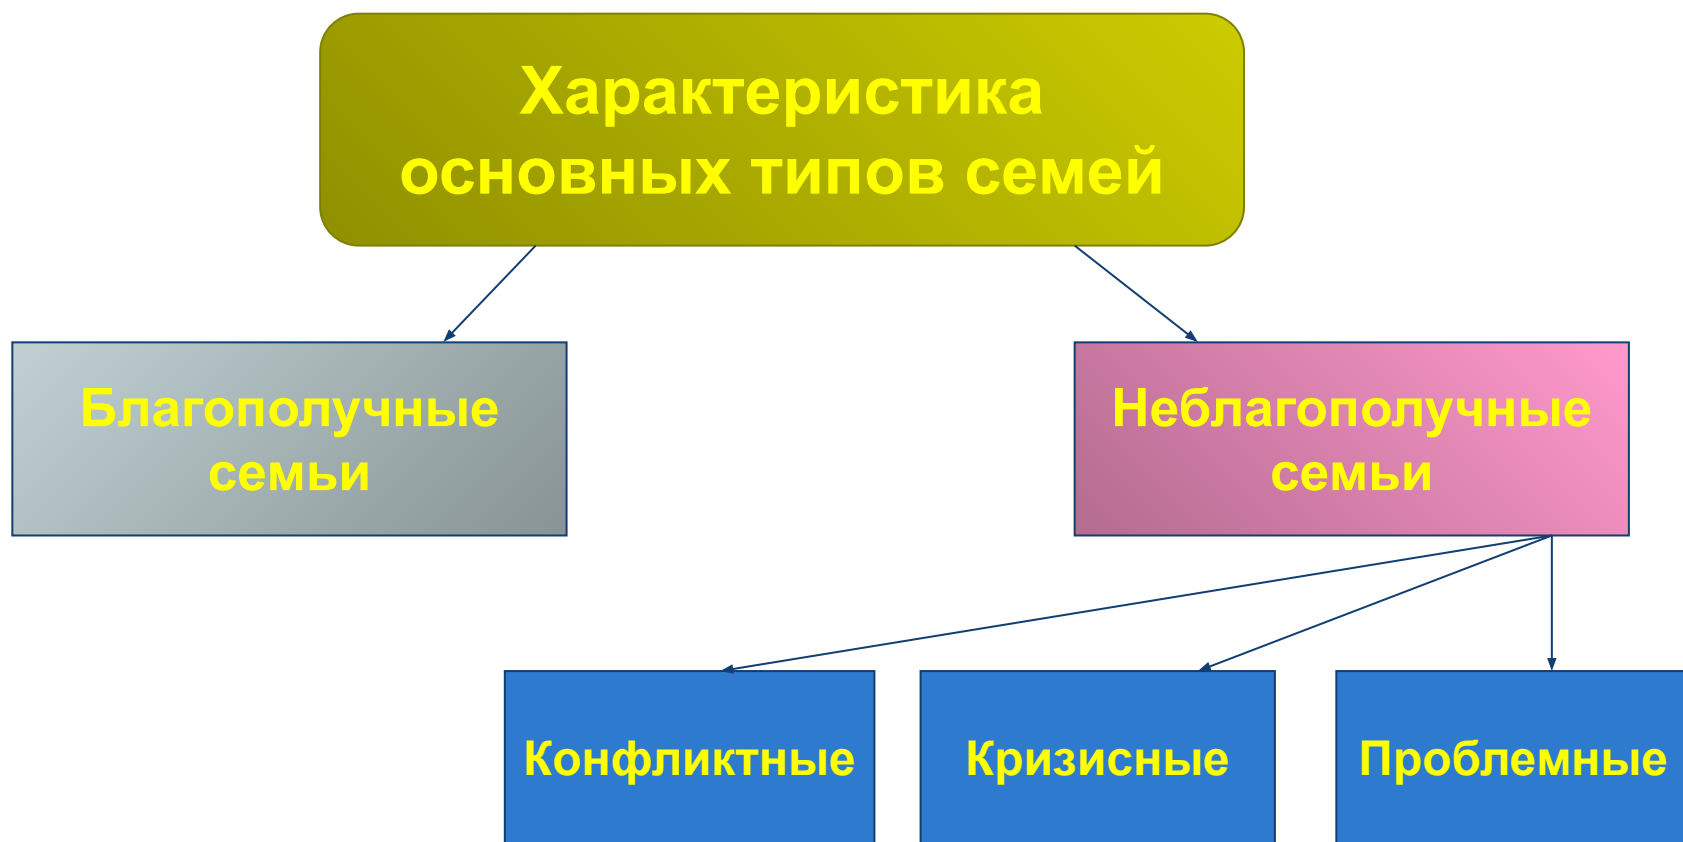 Характеристика
основных типов семей
Благополучные
семьи
Неблагополучные
семьи
Конфликтные
Кризисные
Проблемные